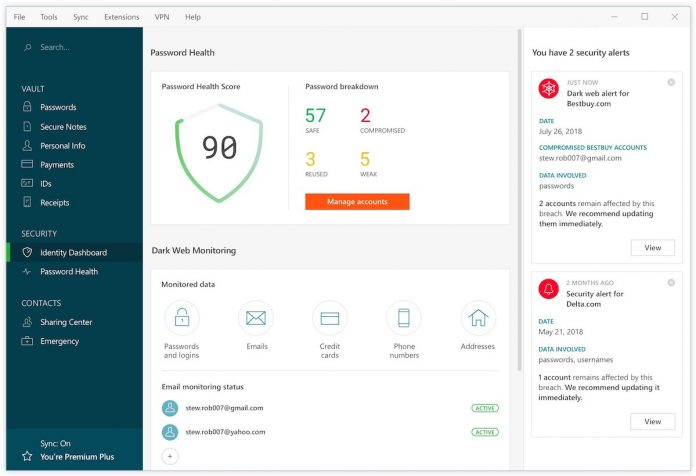 File Tools Sync Extensions VPN Help
Search...
VAULT
Passwords
Secure Notes
Personal Info
Payments
IDs
Receipts
SECURITY
Identity Dashboard
Password Health
CONTACTS
Sharing Center
Emergency
Sync: On
You're Premium Plus
Password Health
Password Health Score
90
Password breakdown
57 2
SAFE COMPROMISED
3 5
REUSED WEAK
Manage accounts
Dark Web Monitoring
Monitored data
Passwords and logins
Emails
Credit cards
Phone numbers
Addresses
Email monitoring status
stew.rob007@gmail.com ACTIVE
stew.rob007@yahoo.com ACTIVE
You have 2 security alerts
JUST NOW
Dark web alert for
Bestbuy.com
DATE
July 26, 2018
COMPROMISED BESTBUY ACCOUNTS
stew.rob007@gmail.com
DATA INVOLVED
passwords
2 accounts remain affected by this
breach. We recommend updating
them immediately.
View
2 MONTHS AGO
Security alert for
Delta.com
DATE
May 21, 2018
DATA INVOLVED
passwords, usernames
1 account remains affected by this
breach. We recommend updating it
immediately.
View